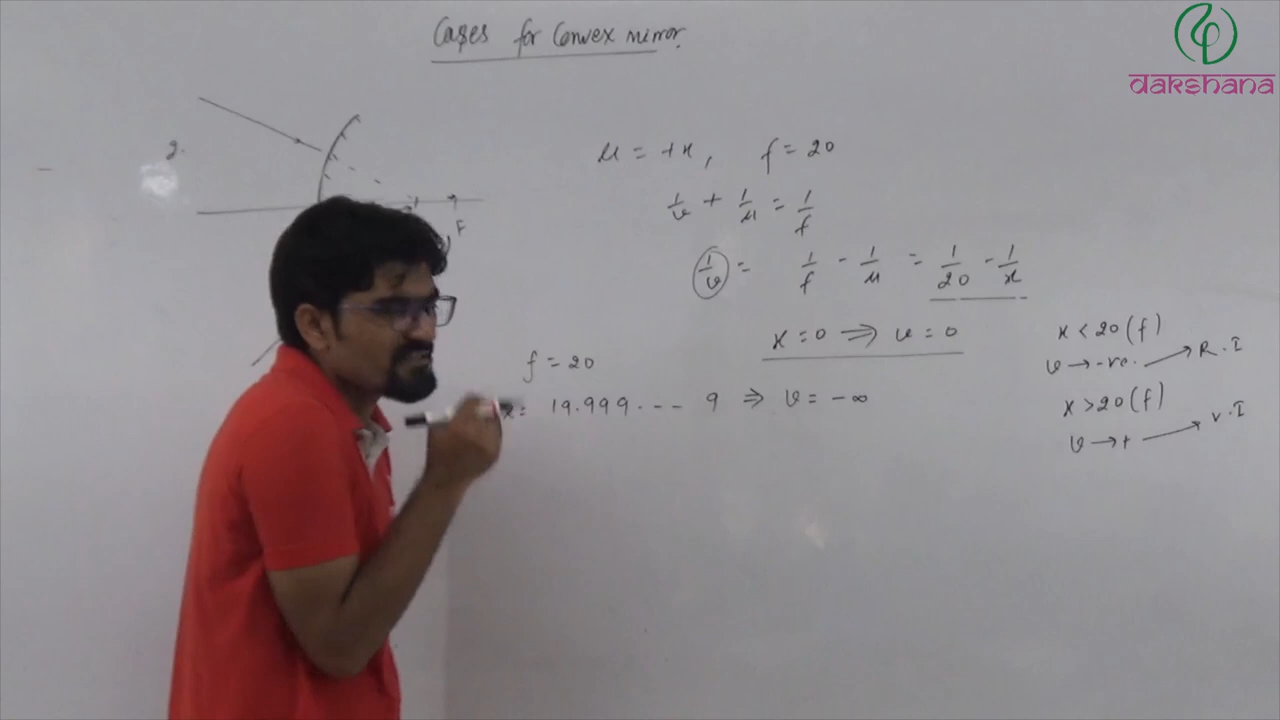 Cases for Convex mirror.
dakshana
2.
F
u = +x, f = 20
1/v + 1/u = 1/f
1/v = 1/f - 1/u = 1/20 - 1/x
x = 0 ⟹ v = 0
f = 20
x = 19.999.--- 9 ⟹ v = -∞
x < 20 (f)
v → -ve. → R.I
x > 20 (f)
v → + → V.I